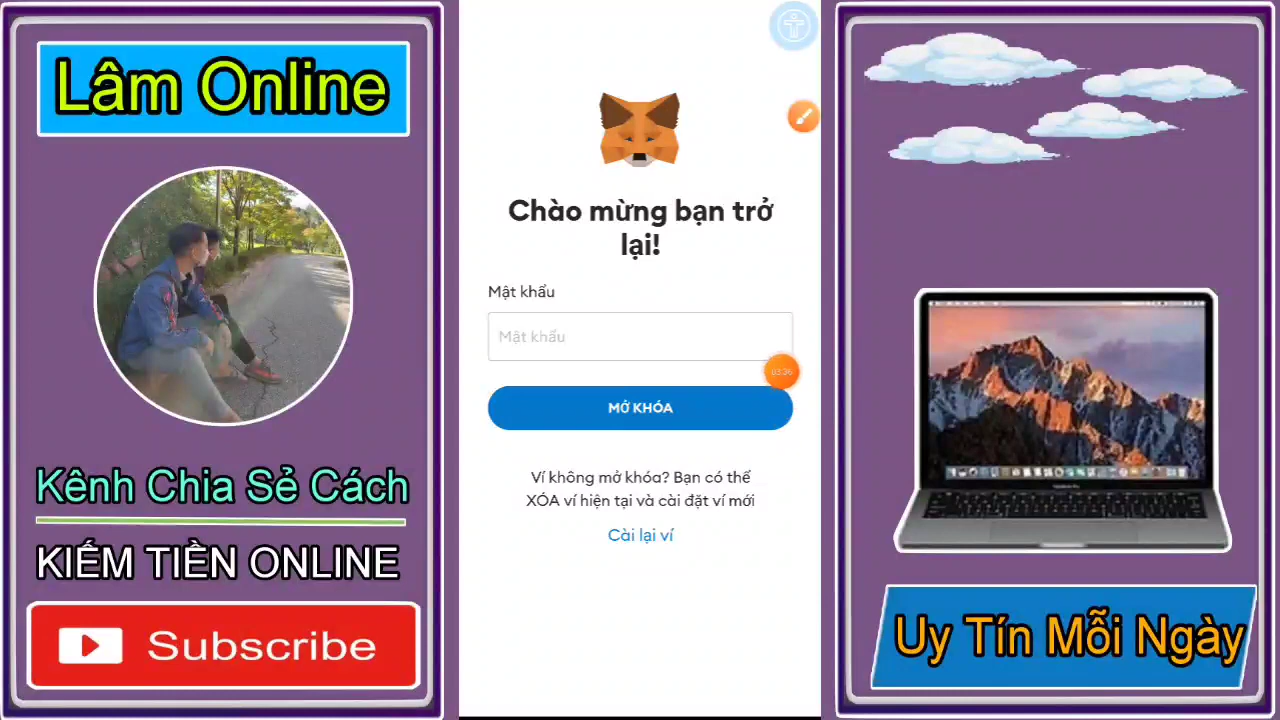 Lâm Online
Kênh Chia Sẻ Cách
KIẾM TIỀN ONLINE
Subscribe
Chào mừng bạn trở
lại!
Mật khẩu
Mật khẩu
03:36
MỞ KHÓA
Ví không mở khóa? Bạn có thể
XÓA ví hiện tại và cài đặt ví mới
Cài lại ví
Uy Tín Mỗi Ngày